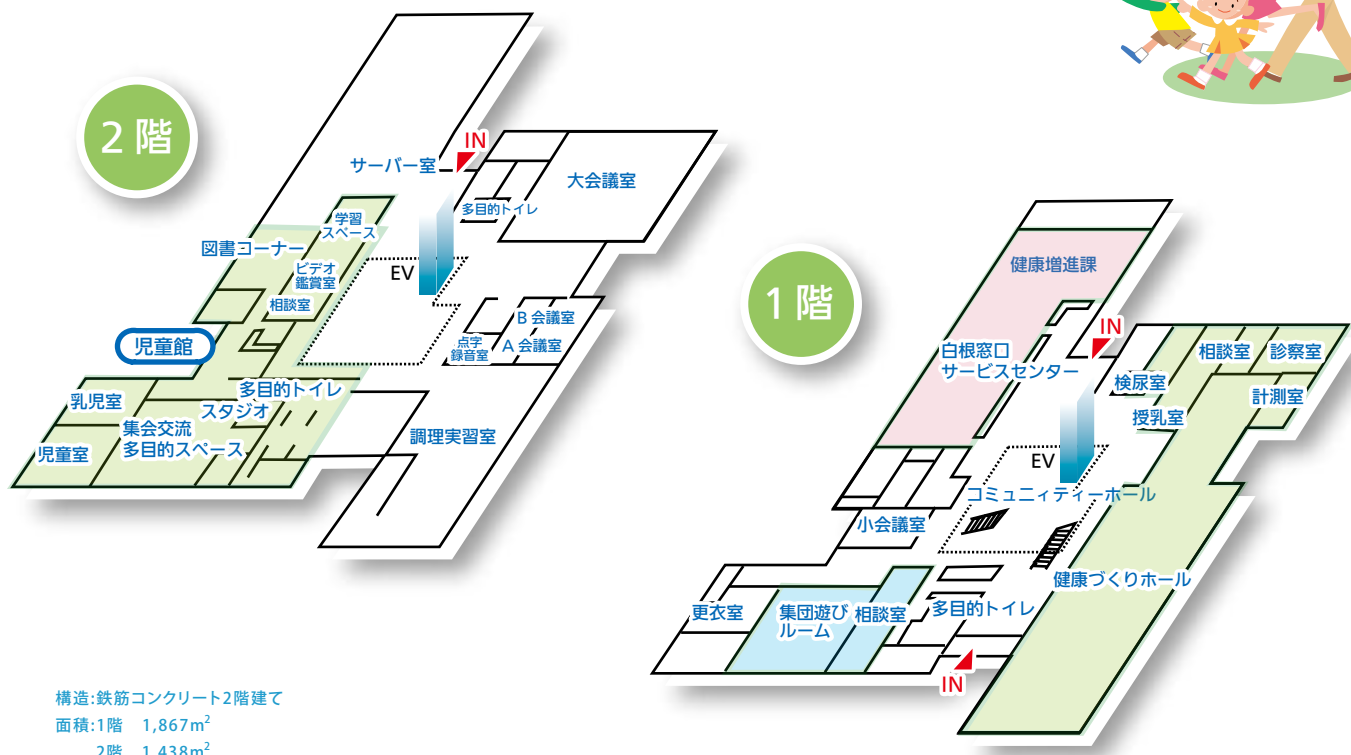 2階
IN
サーバー室
大会議室
多目的トイレ
学習
スペース
図書コーナー
ビデオ
鑑賞室
EV
相談室
B 会議室
A 会議室
点字
録音室
児童館
多目的トイレ
乳児室
スタジオ
集会交流
多目的スペース
児童室
調理実習室
1階
健康増進課
IN
白根窓口
サービスセンター
相談室
診察室
検尿室
計測室
授乳室
EV
コミュニィティーホール
小会議室
健康づくりホール
更衣室
集団遊び
ルーム
相談室
多目的トイレ
IN
構造:鉄筋コンクリート2階建て
面積:1階 1,867m²
2階 1,438m²